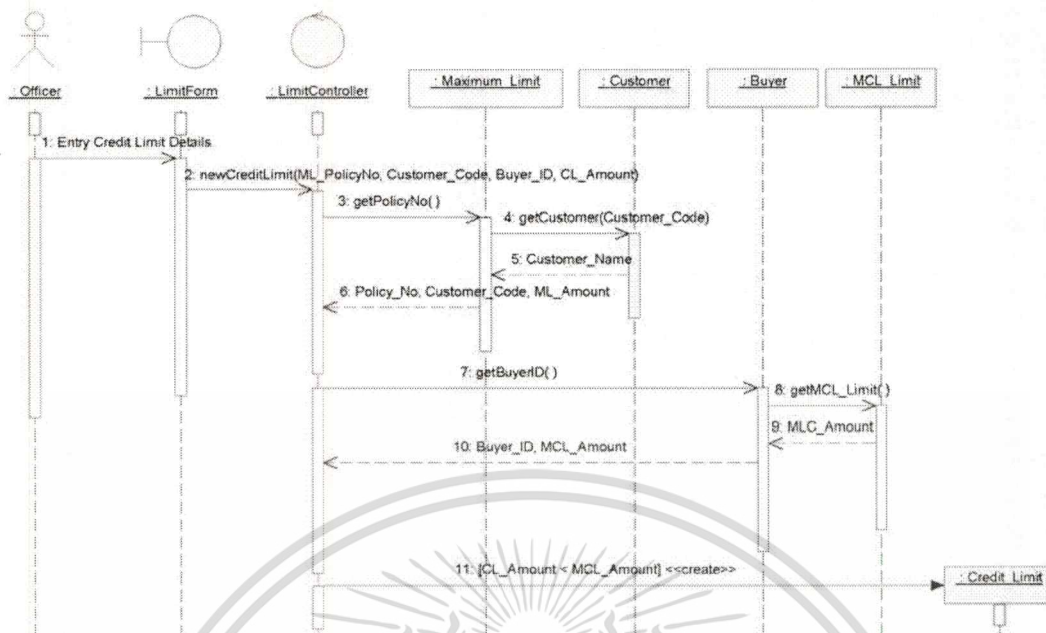 : Officer
: LimitForm
: LimitController
: Maximum_Limit
: Customer
: Buyer
: MCL_Limit
1: Entry Credit Limit Details
2: newCreditLimit(ML_PolicyNo, Customer_Code, Buyer_ID, CL_Amount)
3: getPolicyNo( )
4: getCustomer(Customer_Code)
5: Customer_Name
6: Policy_No, Customer_Code, ML_Amount
7: getBuyerID( )
8: getMCL_Limit( )
9: MLC_Amount
10: Buyer_ID, MCL_Amount
11: [CL_Amount < MCL_Amount] <<create>>
: Credit_Limit